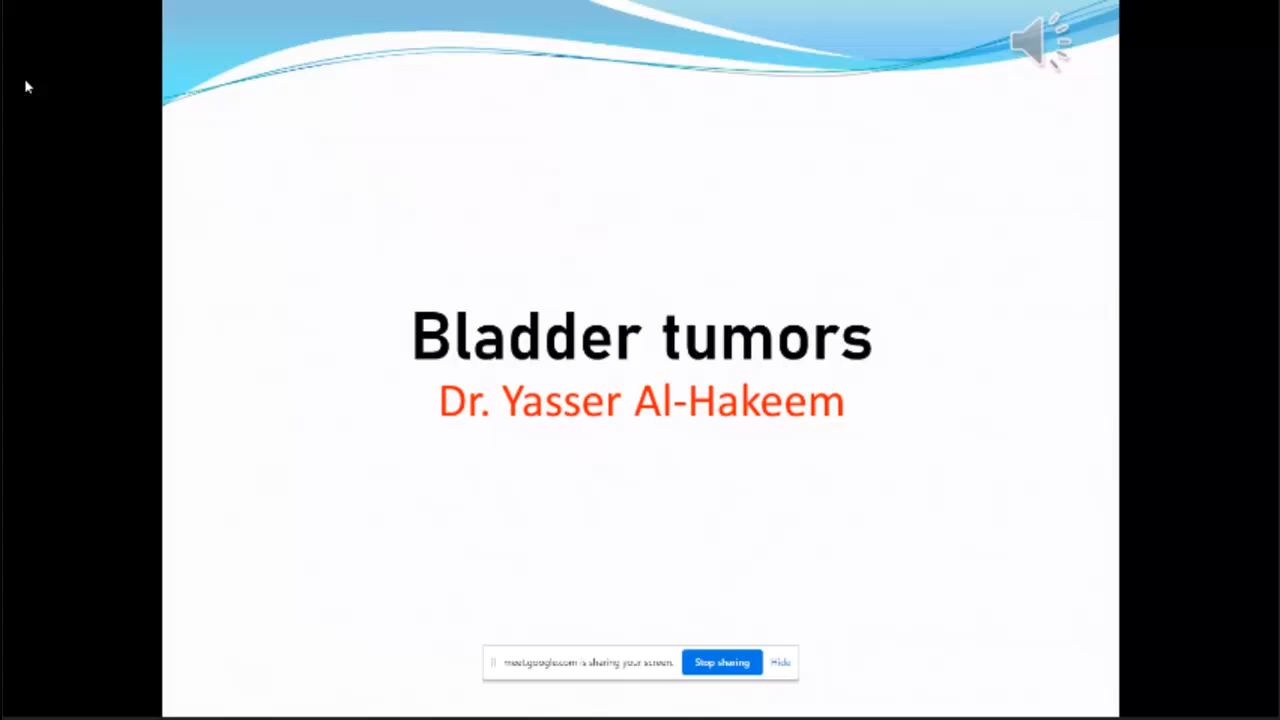 Bladder tumors
Dr. Yasser Al-Hakeem
meet.google.com is sharing your screen. Stop sharing Hide